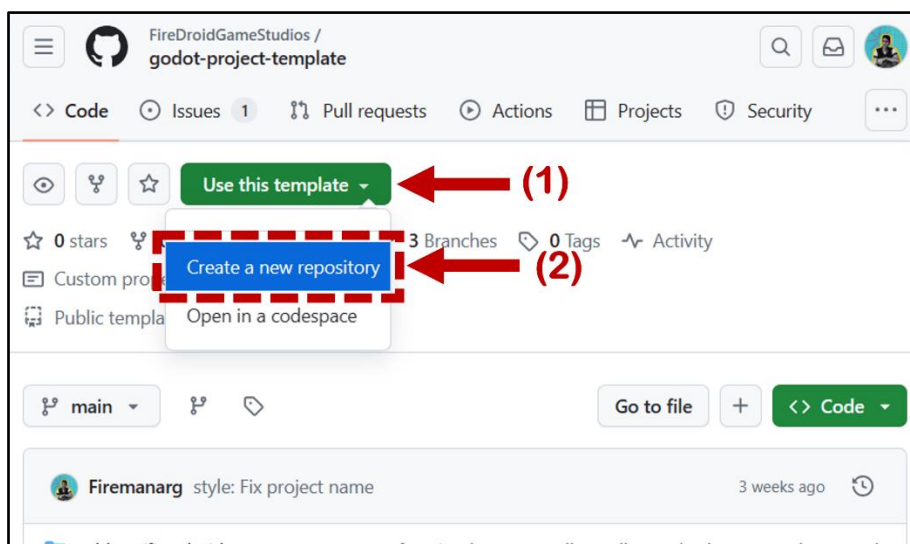 FireDroidGameStudios /
godot-project-template
Code Issues 1 Pull requests Actions Projects Security ...
Use this template (1)
0 stars 3 Branches 0 Tags Activity
Create a new repository (2)
Custom
Public
Open in a codespace
main Go to file + Code
Firemanarg style: Fix project name 3 weeks ago